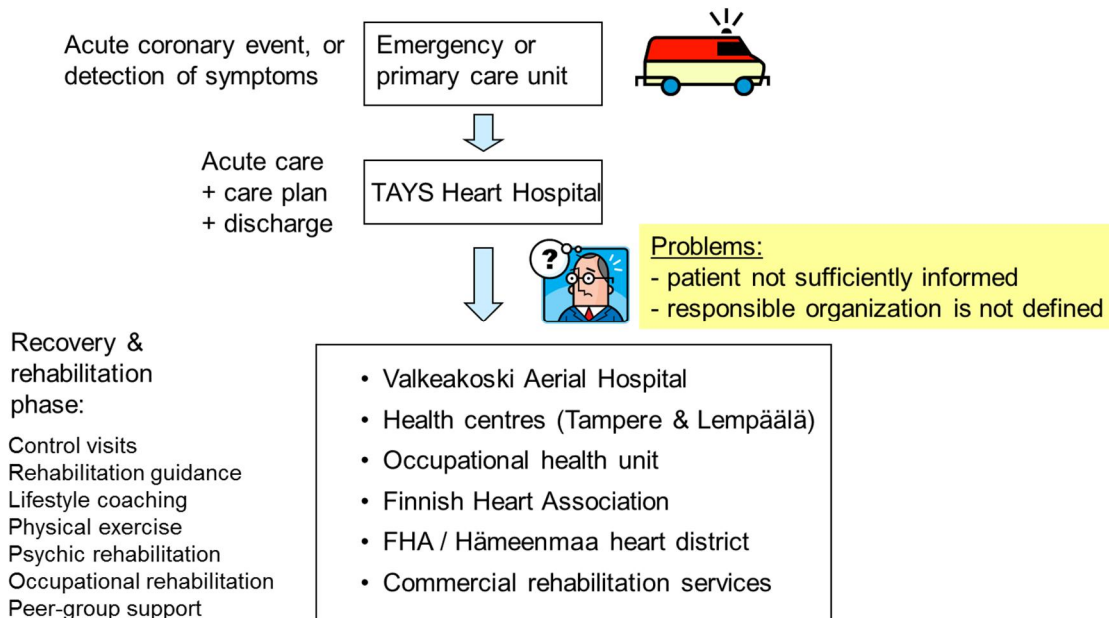 Acute coronary event, or
detection of symptoms
Emergency or
primary care unit
Acute care
+ care plan
+ discharge
TAYS Heart Hospital
?
Problems:
- patient not sufficiently informed
- responsible organization is not defined
Recovery &
rehabilitation
phase:
Control visits
Rehabilitation guidance
Lifestyle coaching
Physical exercise
Psychic rehabilitation
Occupational rehabilitation
Peer-group support
• Valkeakoski Aerial Hospital
• Health centres (Tampere & Lempäälä)
• Occupational health unit
• Finnish Heart Association
• FHA / Hämeenmaa heart district
• Commercial rehabilitation services